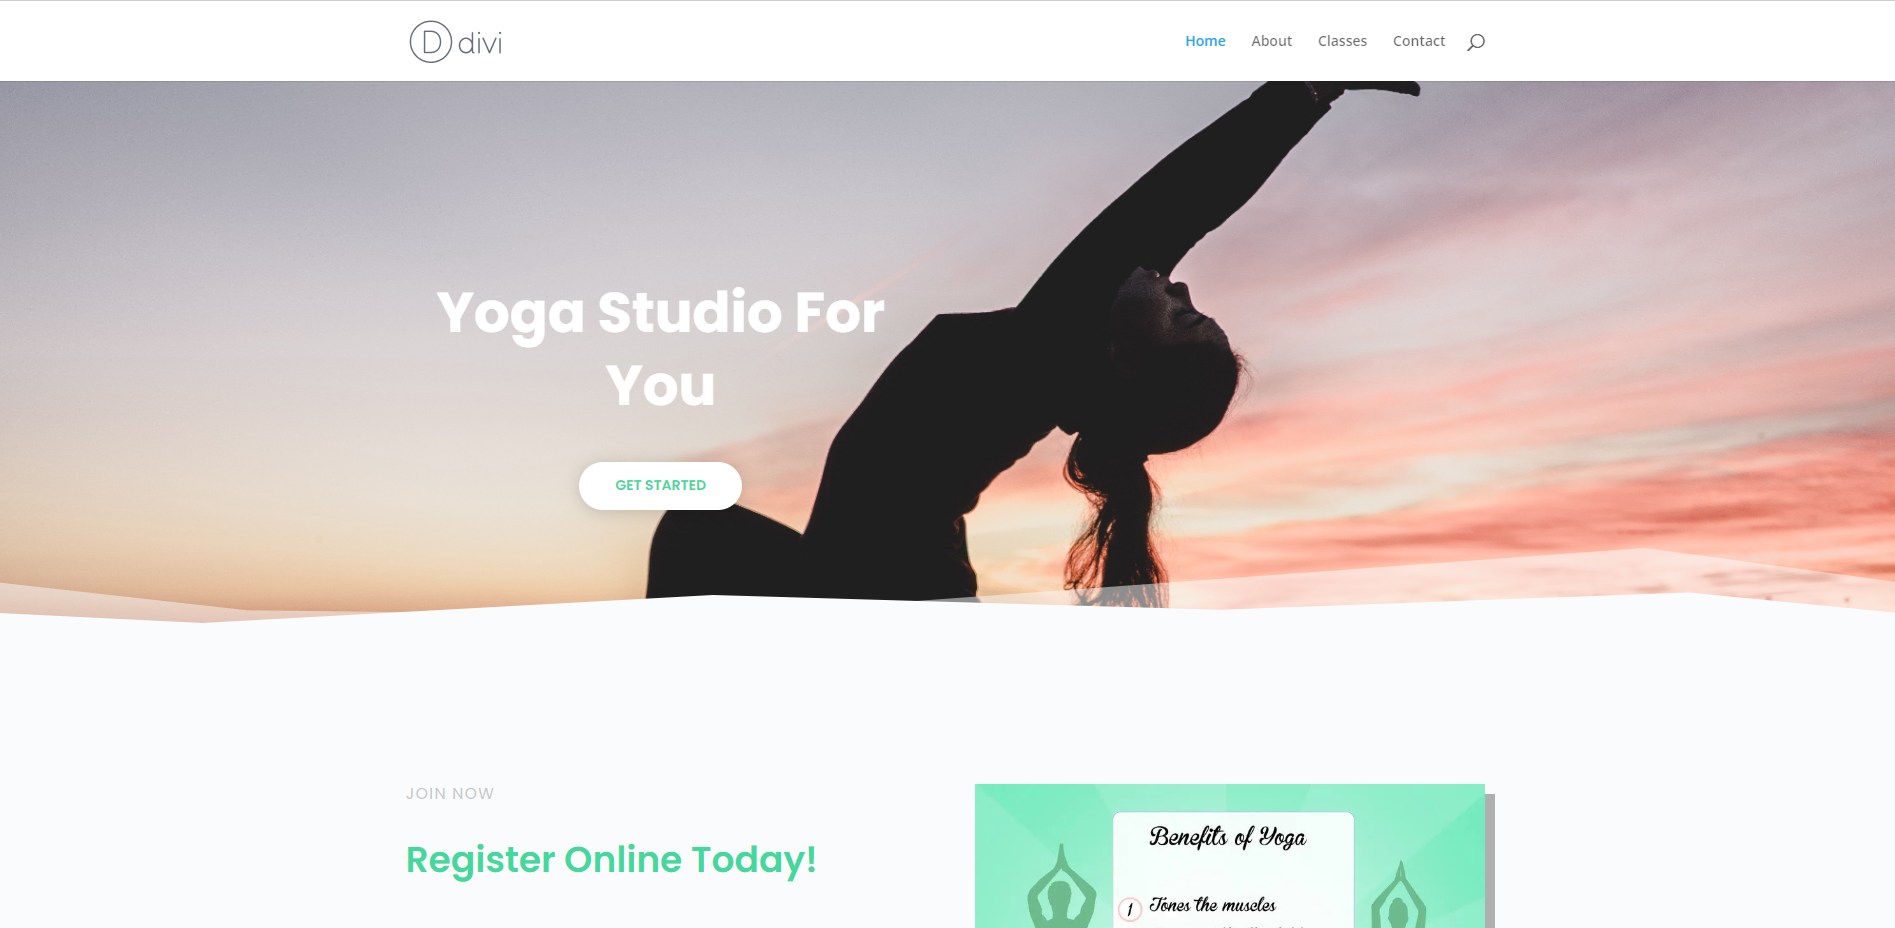 D divi
Home About Classes Contact
Yoga Studio For
You
GET STARTED
JOIN NOW
Register Online Today!
Benefits of Yoga
1 Tones the muscles